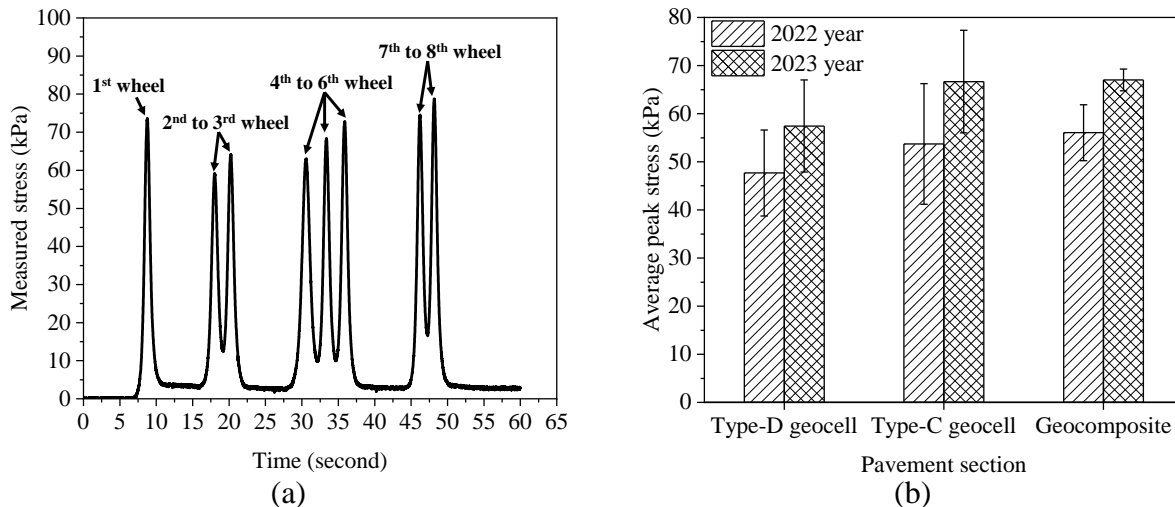 100
90
80
70
60
50
40
30
20
10
0
Measured stress (kPa)
1st wheel
2nd to 3rd wheel
4th to 6th wheel
7th to 8th wheel
0 5 10 15 20 25 30 35 40 45 50 55 60 65
Time (second)
(a)
80
70
60
50
40
30
20
10
0
Average peak stress (kPa)
2022 year
2023 year
Type-D geocell Type-C geocell Geocomposite
Pavement section
(b)